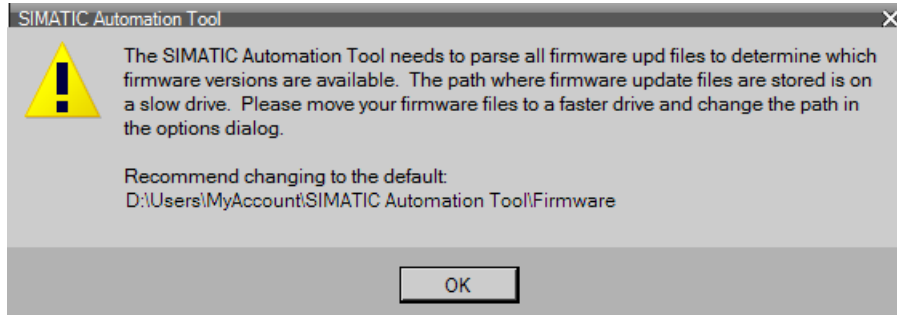 SIMATIC Automation Tool
The SIMATIC Automation Tool needs to parse all firmware upd files to determine which
firmware versions are available. The path where firmware update files are stored is on
a slow drive. Please move your firmware files to a faster drive and change the path in
the options dialog.
Recommend changing to the default:
D:\Users\MyAccount\SIMATIC Automation Tool\Firmware
OK